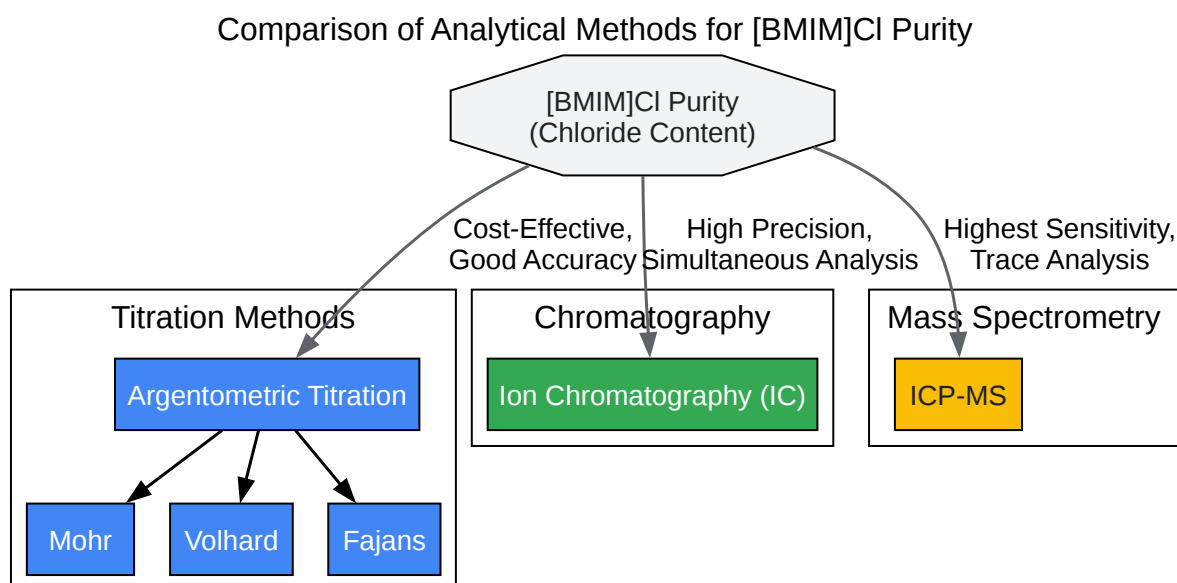 Comparison of Analytical Methods for [BMIM]Cl Purity
[BMIM]Cl Purity
(Chloride Content)
Cost-Effective,
Good Accuracy
High Precision,
Simultaneous Analysis
Highest Sensitivity,
Trace Analysis
Titration Methods
Chromatography
Mass Spectrometry
Argentometric Titration
Ion Chromatography (IC)
ICP-MS
Mohr
Volhard
Fajans